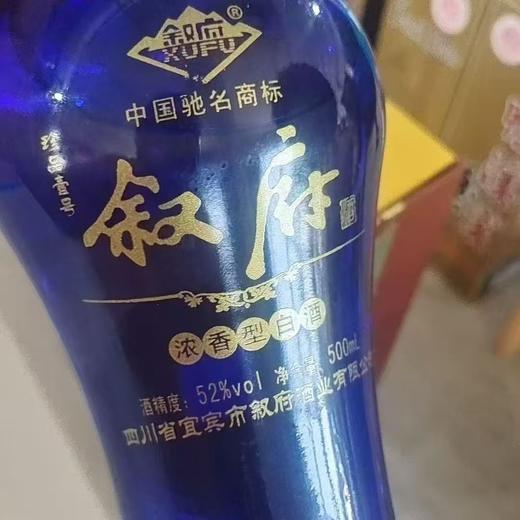 叙府®
XUFU
中国驰名商标
珍品壹号
叙府
浓香型白酒
酒精度：52%vol 净含量：500mL
四川省宜宾市叙府酒业有限公